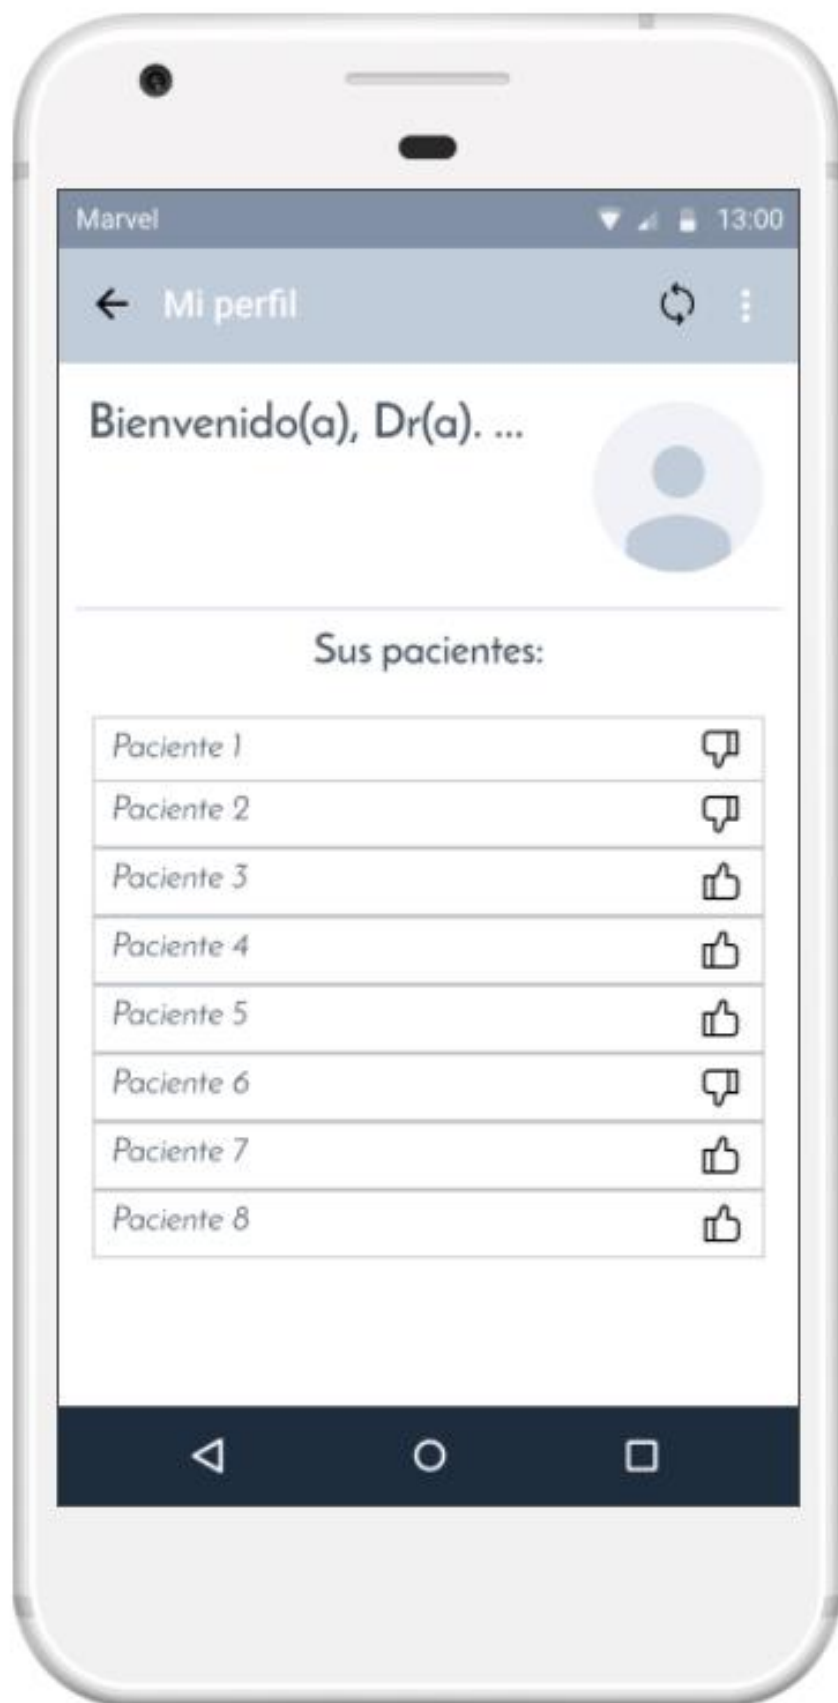 Marvel 13:00
Mi perfil
Bienvenido(a), Dr(a). ...
Sus pacientes:
Paciente 1
Paciente 2
Paciente 3
Paciente 4
Paciente 5
Paciente 6
Paciente 7
Paciente 8